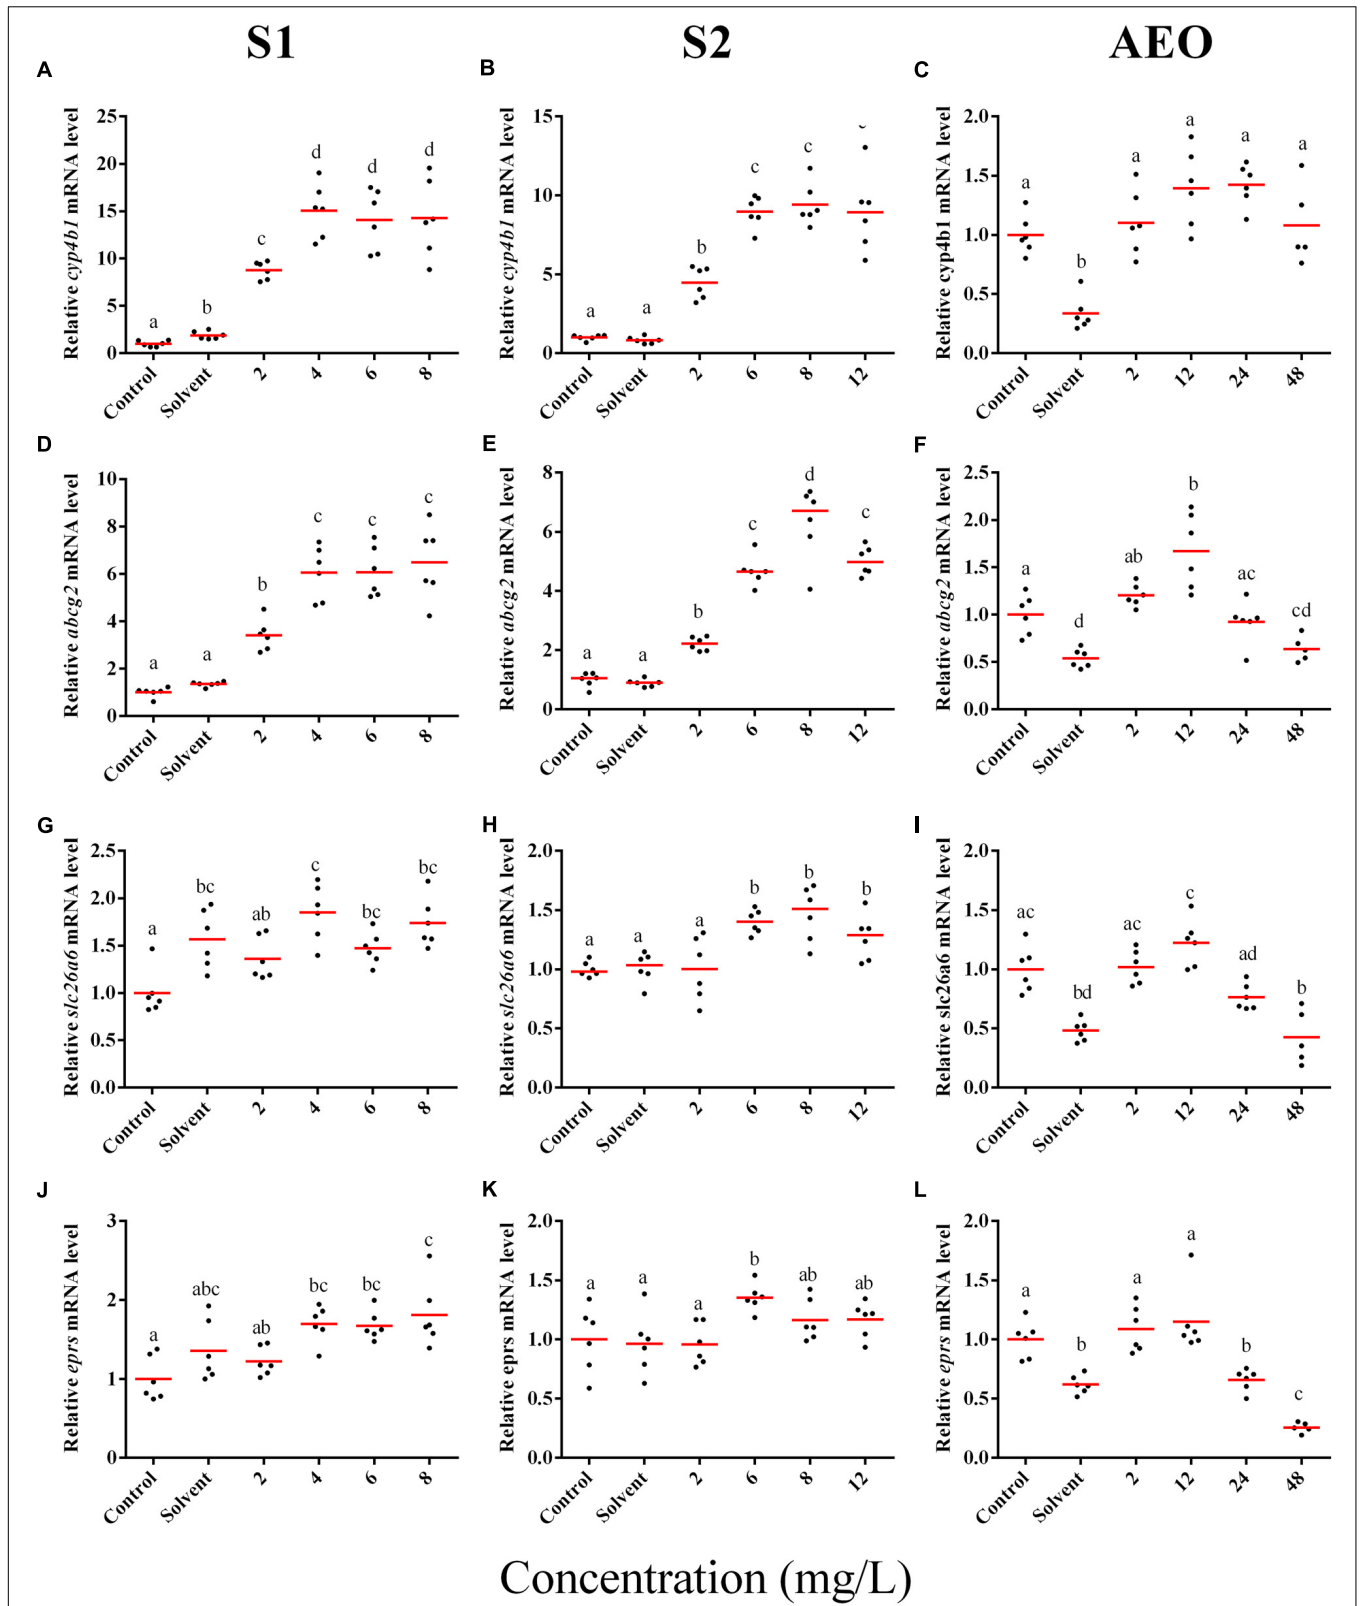 S1 S2 AEO
A B C
Relative cyp4b1 mRNA level
25
20
15
10
5
0
a b c d d d
Control Solvent 2 4 6 8
Relative cyp4b1 mRNA level
15
10
5
0
a a b c c
Control Solvent 2 6 8 12
Relative cyp4b1 mRNA level
2.0
1.5
1.0
0.5
0.0
a b a a a a
Control Solvent 2 12 24 48
D E F
Relative abcg2 mRNA level
10
8
6
4
2
0
a a b c c c
Control Solvent 2 4 6 8
Relative abcg2 mRNA level
8
6
4
2
0
a a b c d c
Control Solvent 2 6 8 12
Relative abcg2 mRNA level
2.5
2.0
1.5
1.0
0.5
0.0
a d ab b ac cd
Control Solvent 2 12 24 48
G H I
Relative slc26a6 mRNA level
2.5
2.0
1.5
1.0
0.5
0.0
a bc ab c bc bc
Control Solvent 2 4 6 8
Relative slc26a6 mRNA level
2.0
1.5
1.0
0.5
0.0
a a a b b b
Control Solvent 2 6 8 12
Relative slc26a6 mRNA level
2.0
1.5
1.0
0.5
0.0
ac bd ac c ad b
Control Solvent 2 12 24 48
J K L
Relative eprs mRNA level
3
2
1
0
a abc ab bc bc c
Control Solvent 2 4 6 8
Relative eprs mRNA level
2.0
1.5
1.0
0.5
0.0
a a a b ab ab
Control Solvent 2 6 8 12
Relative eprs mRNA level
2.0
1.5
1.0
0.5
0.0
a b a a b c
Control Solvent 2 12 24 48
Concentration (mg/L)